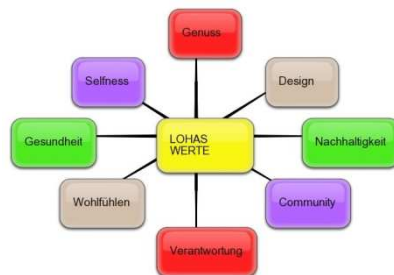 Genuss
Selfness
Design
Gesundheit
LOHAS
WERTE
Nachhaltigkeit
Wohlfühlen
Community
Verantwortung